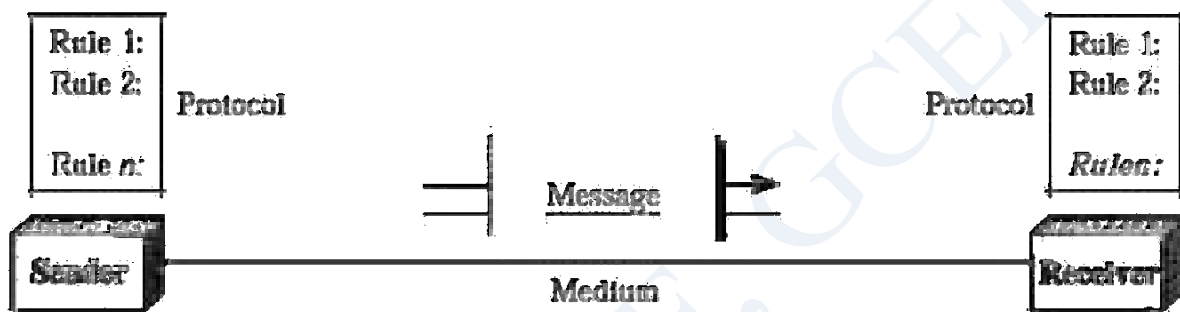 Rule 1:
Rule 2:
Rule n:
Protocol
Message
Protocol
Rule 1:
Rule 2:
Rulen:
Sender
Medium
Receiver